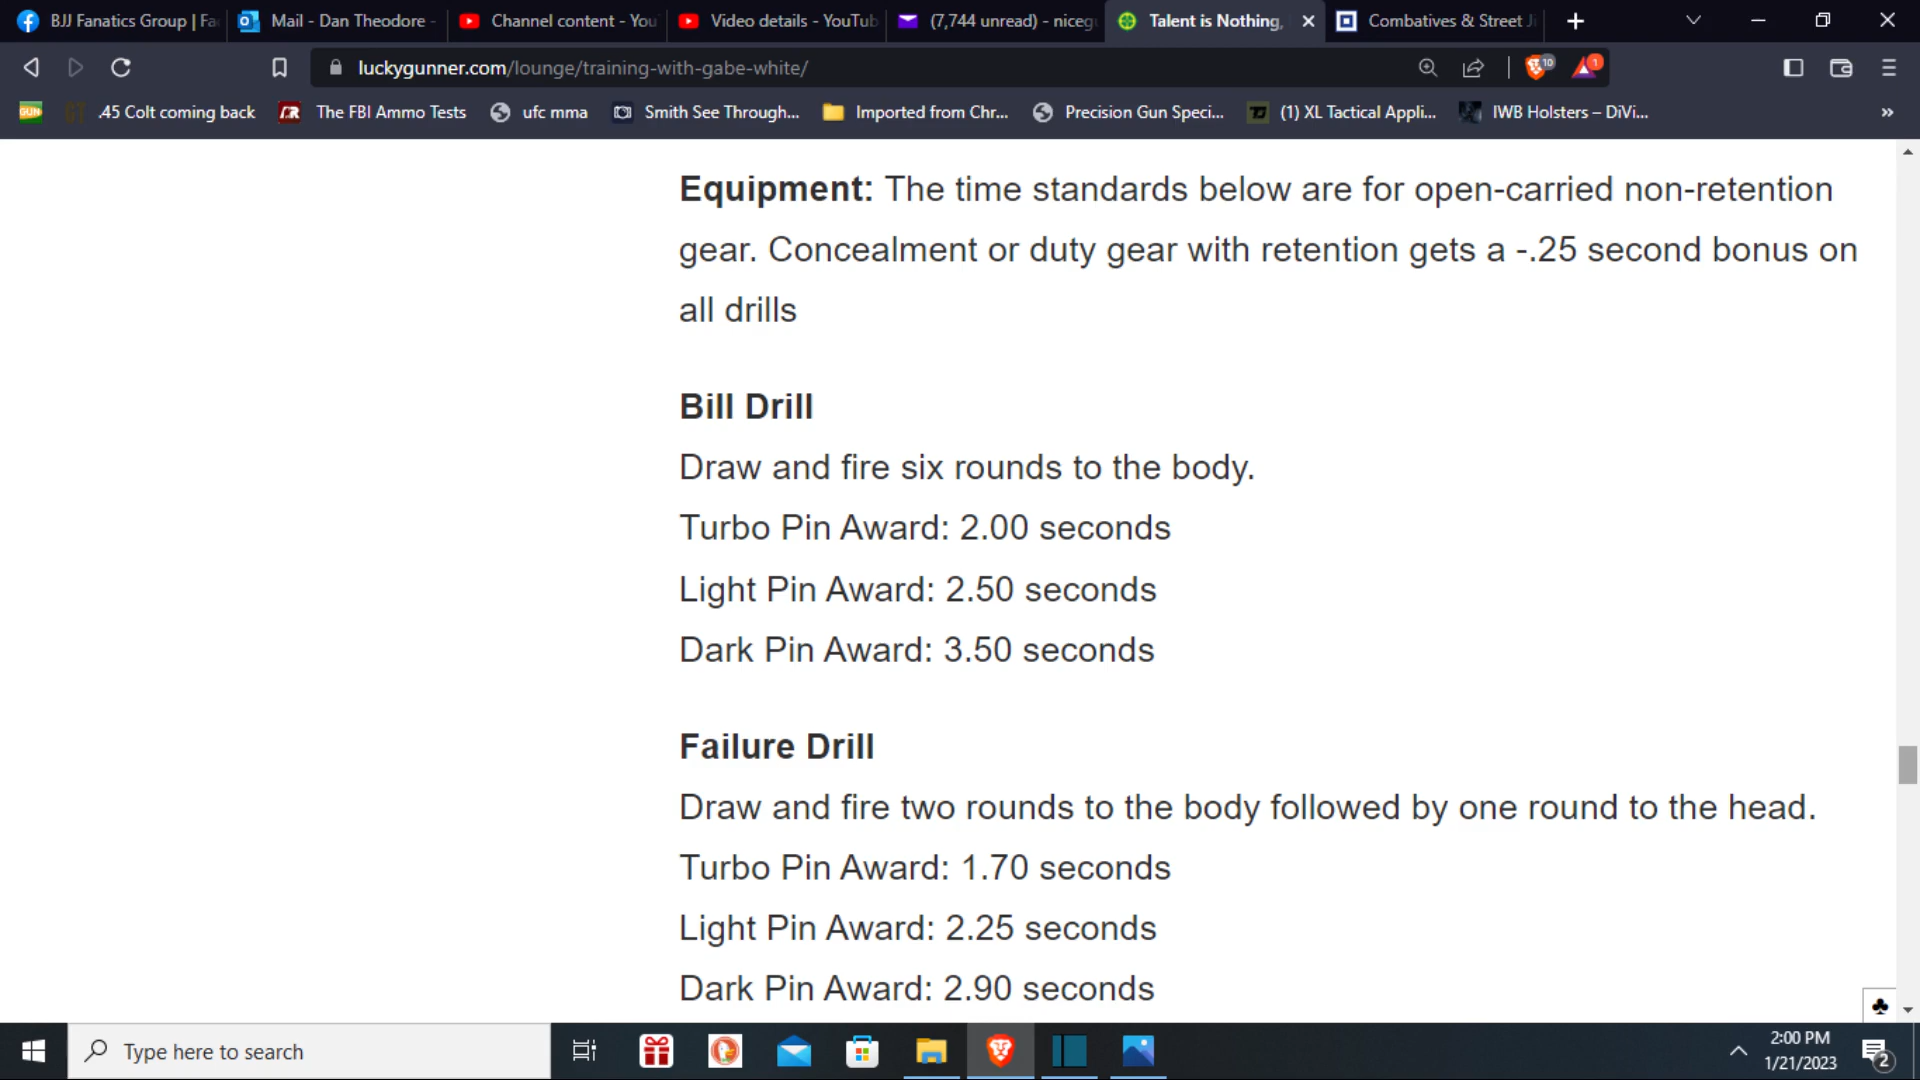 BJJ Fanatics Group | Fa
Mail - Dan Theodore -
Channel content - You
Video details - YouTub
(7,744 unread) - niceg
Talent is Nothing,
Combatives & Street Ji
luckygunner.com/lounge/training-with-gabe-white/
10
1
GUN
.45 Colt coming back
The FBI Ammo Tests
ufc mma
Smith See Through...
Imported from Chr...
Precision Gun Speci...
(1) XL Tactical Appli...
IWB Holsters – DiVi...
Equipment: The time standards below are for open-carried non-retention
gear. Concealment or duty gear with retention gets a -.25 second bonus on
all drills
Bill Drill
Draw and fire six rounds to the body.
Turbo Pin Award: 2.00 seconds
Light Pin Award: 2.50 seconds
Dark Pin Award: 3.50 seconds
Failure Drill
Draw and fire two rounds to the body followed by one round to the head.
Turbo Pin Award: 1.70 seconds
Light Pin Award: 2.25 seconds
Dark Pin Award: 2.90 seconds
Type here to search
2:00 PM
1/21/2023
2